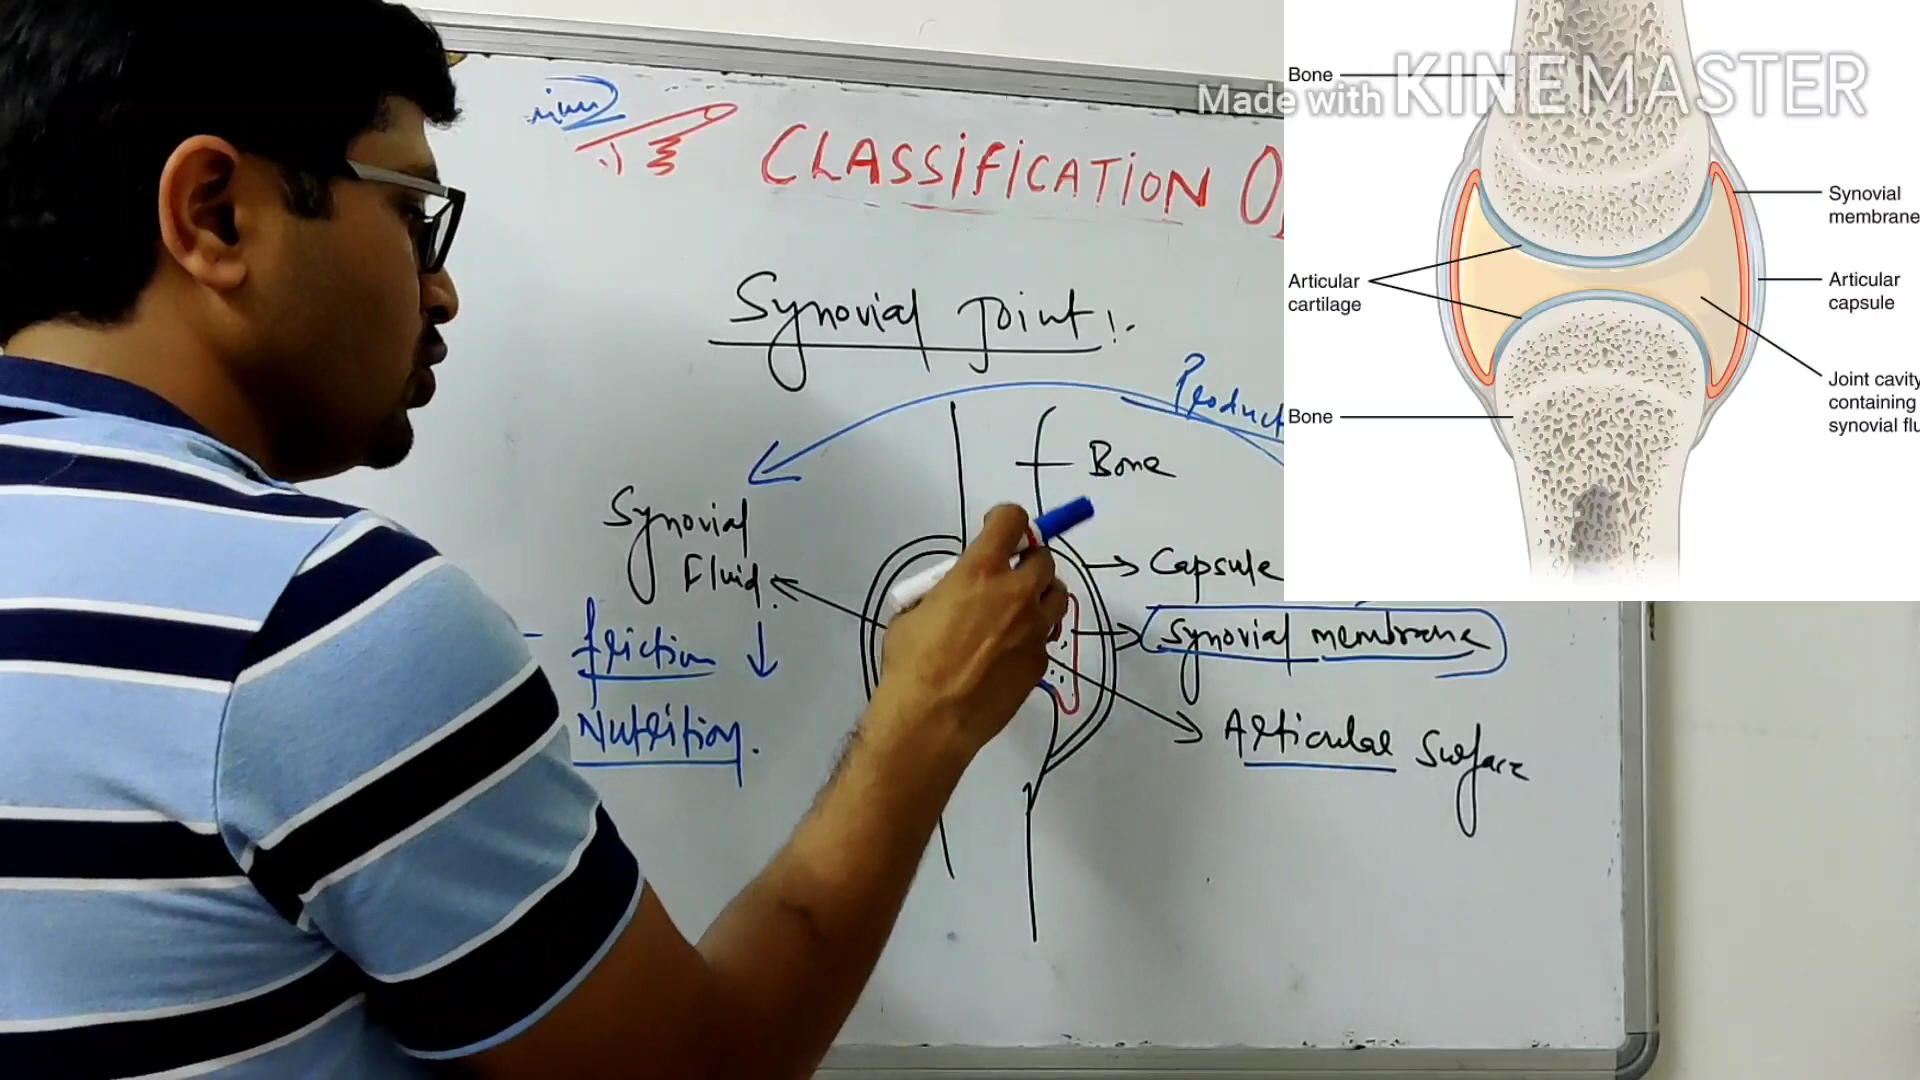 CLASSIFICATION
Synovial Joint :-
Product
Bone
Synovial
Fluid.
Capsule
friction ↓
Synovial membrane
Nutrition.
Articular Surface
Made with KINEMASTER
Bone
Synovial
membrane
Articular
cartilage
Articular
capsule
Joint cavity
containing
synovial flu
Bone